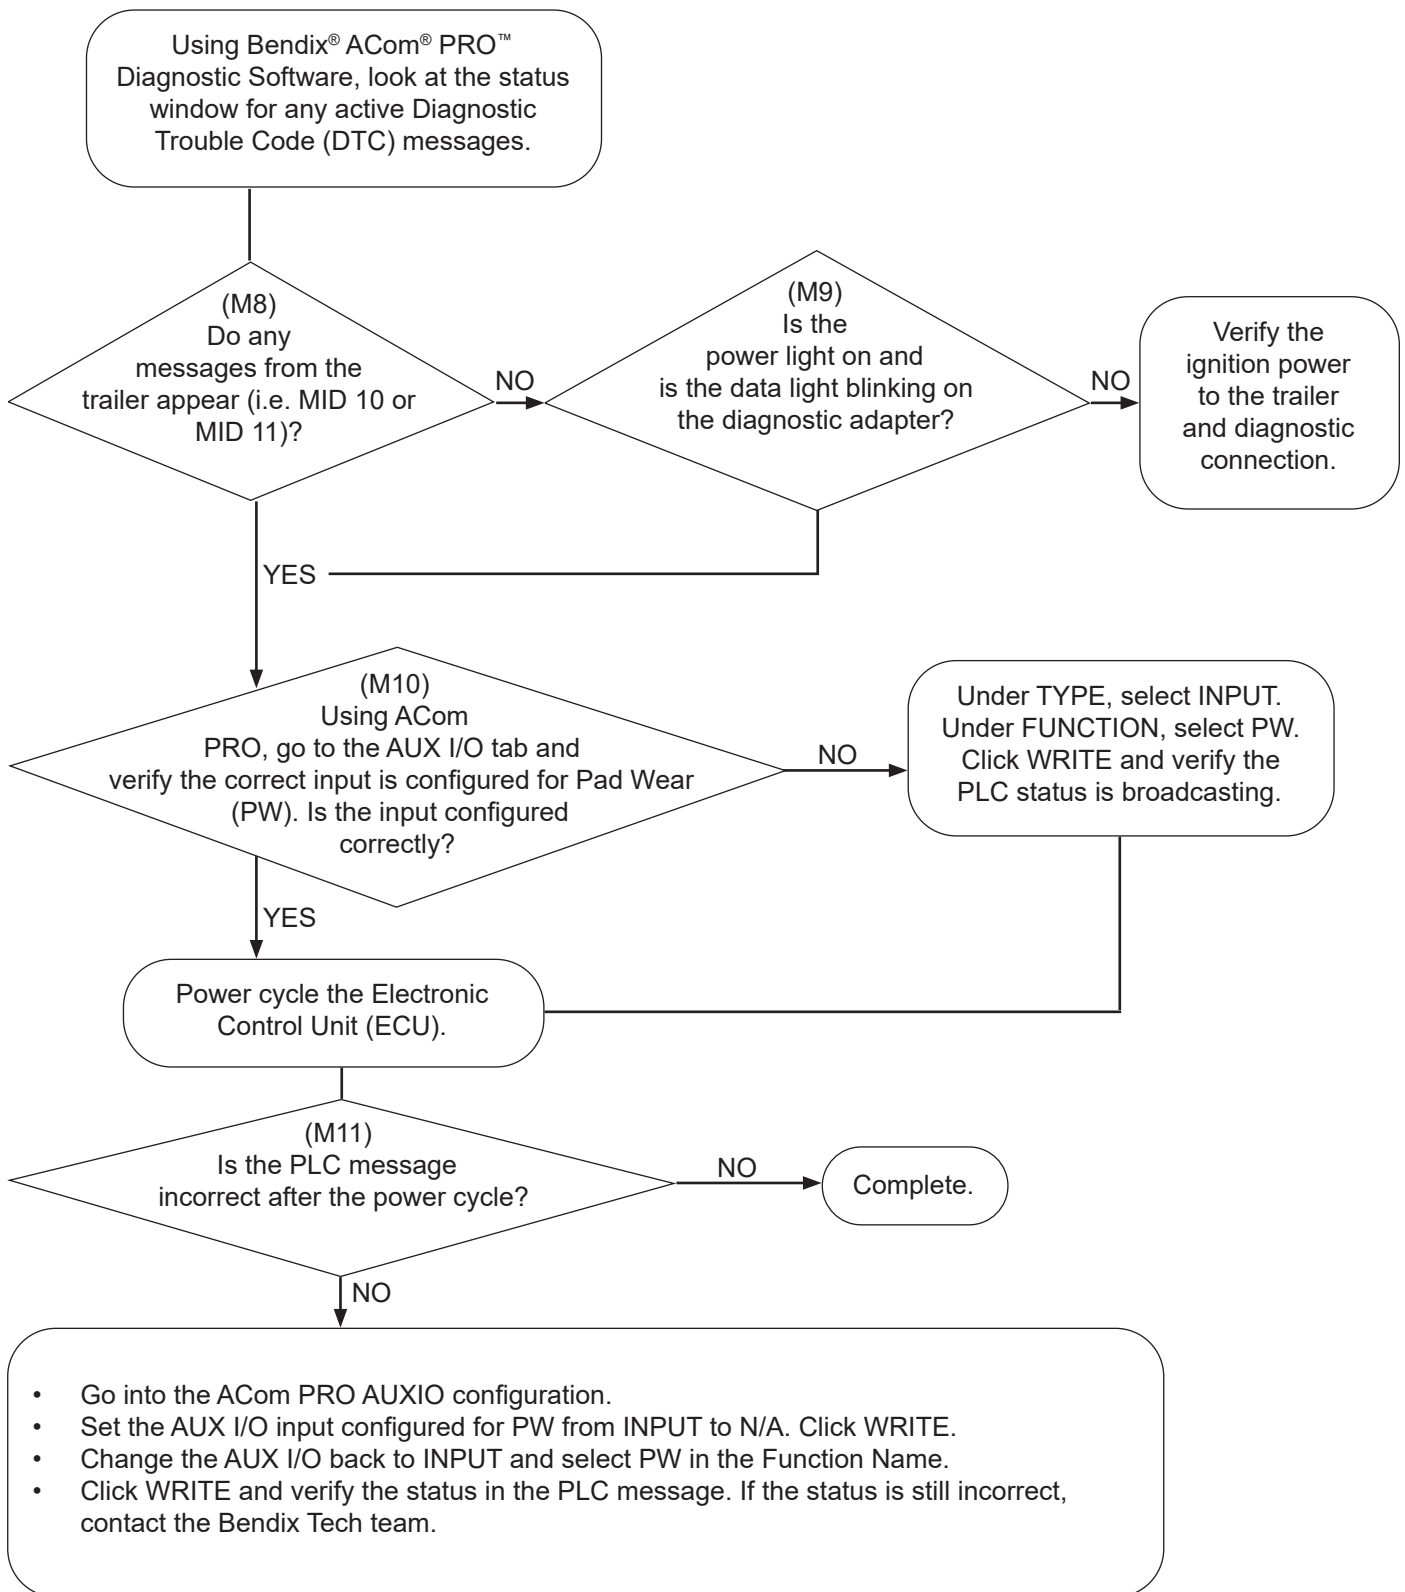 Using Bendix® ACom® PRO™
Diagnostic Software, look at the status
window for any active Diagnostic
Trouble Code (DTC) messages.
(M8)
Do any
messages from the
trailer appear (i.e. MID 10 or
MID 11)?
NO
(M9)
Is the
power light on and
is the data light blinking on
the diagnostic adapter?
NO
Verify the
ignition power
to the trailer
and diagnostic
connection.
YES
(M10)
Using ACom
PRO, go to the AUX I/O tab and
verify the correct input is configured for Pad Wear
(PW). Is the input configured
correctly?
NO
Under TYPE, select INPUT.
Under FUNCTION, select PW.
Click WRITE and verify the
PLC status is broadcasting.
YES
Power cycle the Electronic
Control Unit (ECU).
(M11)
Is the PLC message
incorrect after the power cycle?
NO
Complete.
NO
• Go into the ACom PRO AUXIO configuration.
• Set the AUX I/O input configured for PW from INPUT to N/A. Click WRITE.
• Change the AUX I/O back to INPUT and select PW in the Function Name.
• Click WRITE and verify the status in the PLC message. If the status is still incorrect,
contact the Bendix Tech team.